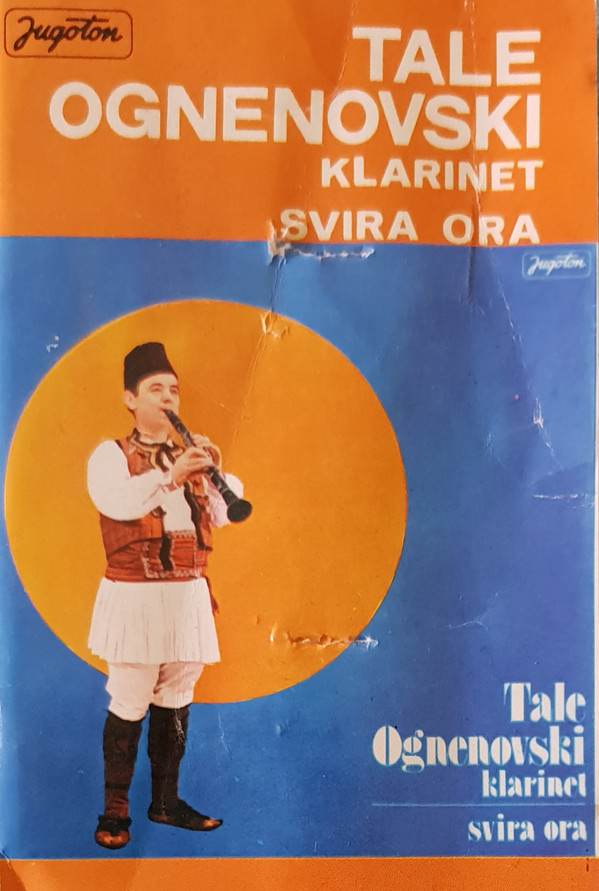 Jugoton
TALE
OGNENOVSKI
KLARINET
SVIRA ORA
Jugoton
Tale
Ognenovski
klarinet
svira ora